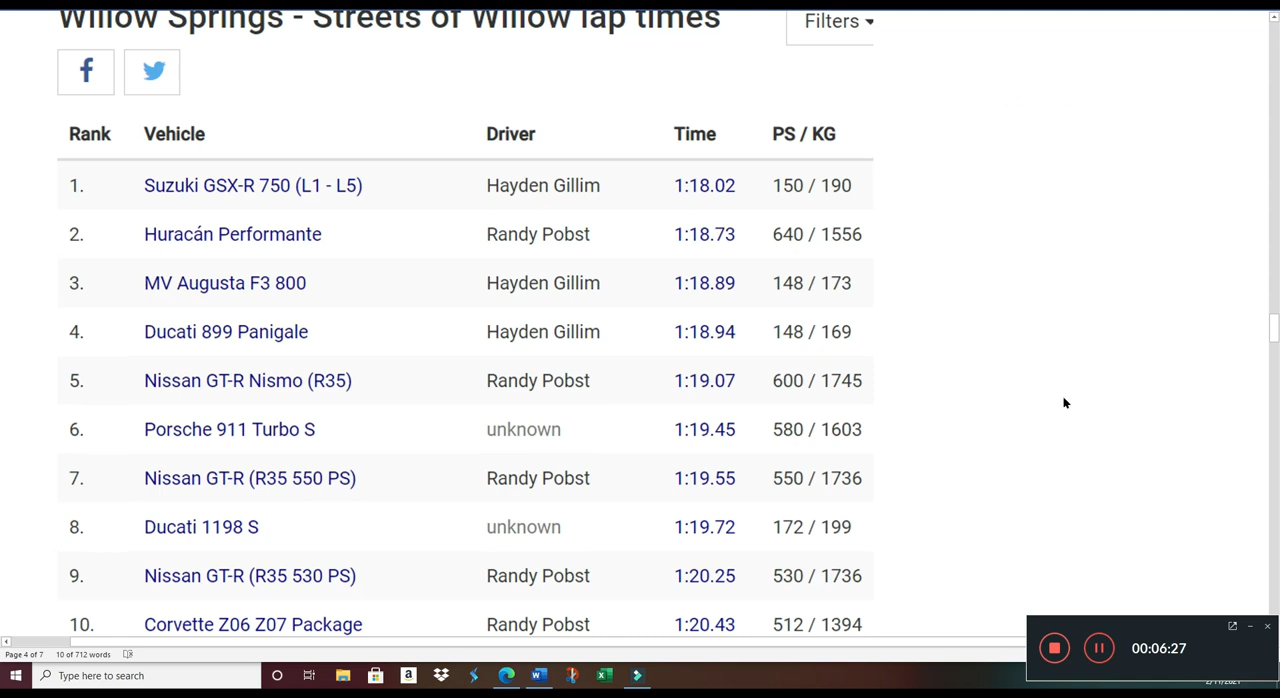 Willow Springs - Streets of Willow lap times
Filters
Rank Vehicle Driver Time PS / KG
1. Suzuki GSX-R 750 (L1 - L5) Hayden Gillim 1:18.02 150 / 190
2. Huracán Performante Randy Pobst 1:18.73 640 / 1556
3. MV Augusta F3 800 Hayden Gillim 1:18.89 148 / 173
4. Ducati 899 Panigale Hayden Gillim 1:18.94 148 / 169
5. Nissan GT-R Nismo (R35) Randy Pobst 1:19.07 600 / 1745
6. Porsche 911 Turbo S unknown 1:19.45 580 / 1603
7. Nissan GT-R (R35 550 PS) Randy Pobst 1:19.55 550 / 1736
8. Ducati 1198 S unknown 1:19.72 172 / 199
9. Nissan GT-R (R35 530 PS) Randy Pobst 1:20.25 530 / 1736
10. Corvette Z06 Z07 Package Randy Pobst 1:20.43 512 / 1394
00:06:27
Page 4 of 7 10 of 712 words
Type here to search